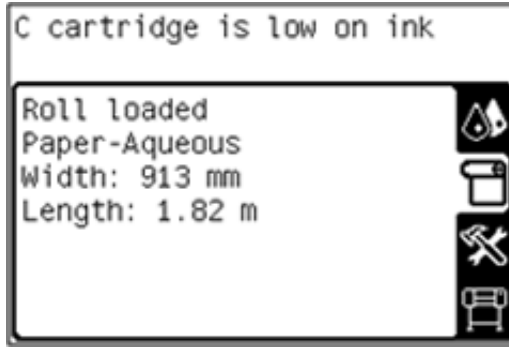 C cartridge is low on ink
Roll loaded
Paper-Aqueous
Width: 913 mm
Length: 1.82 m